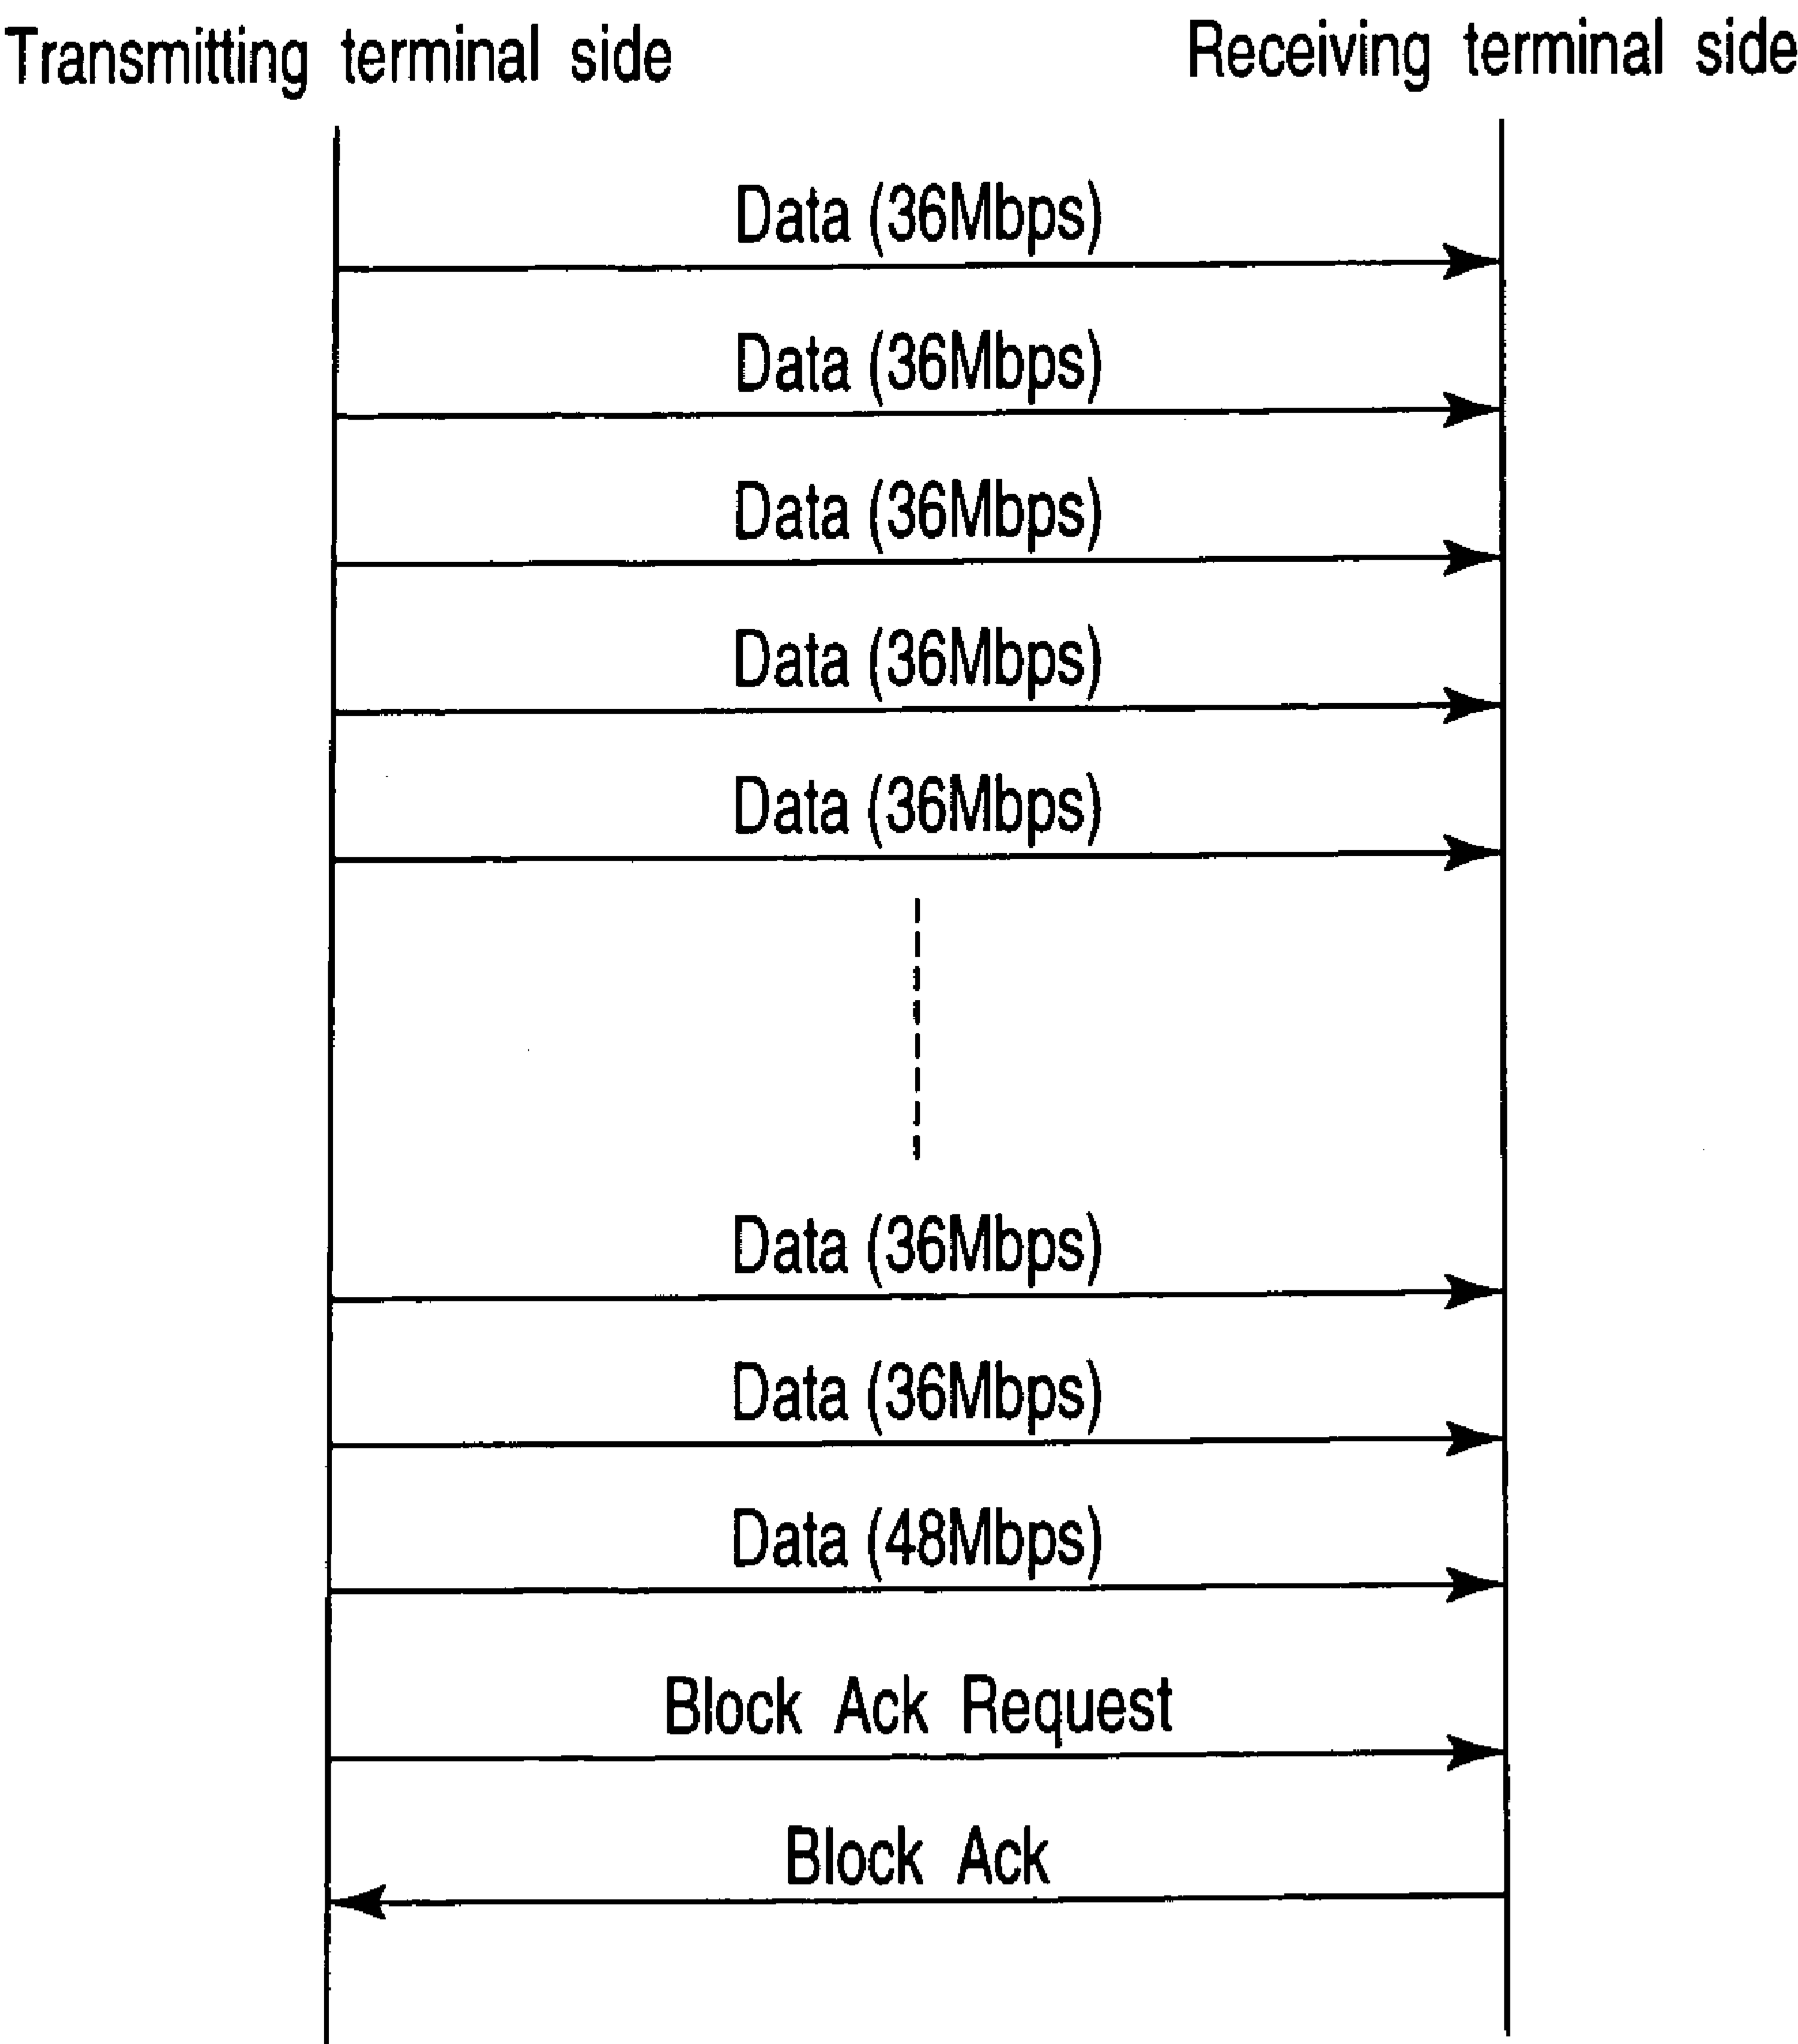 Transmitting terminal side
Receiving terminal side
Data (36Mbps)
Data (36Mbps)
Data (36Mbps)
Data (36Mbps)
Data (36Mbps)
Data (36Mbps)
Data (36Mbps)
Data (48Mbps)
Block Ack Request
Block Ack